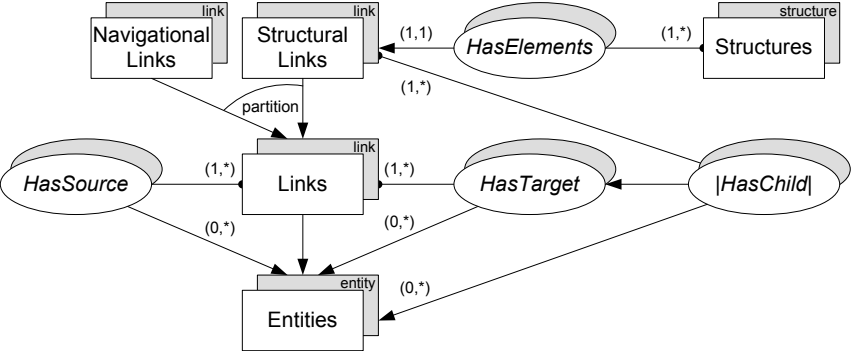 link
link
structure
Navigational
Links
Structural
Links
(1,1)
HasElements
(1,*)
Structures
(1,*)
partition
link
HasSource
(1,*)
Links
(1,*)
HasTarget
|HasChild|
(0,*)
(0,*)
entity
(0,*)
Entities